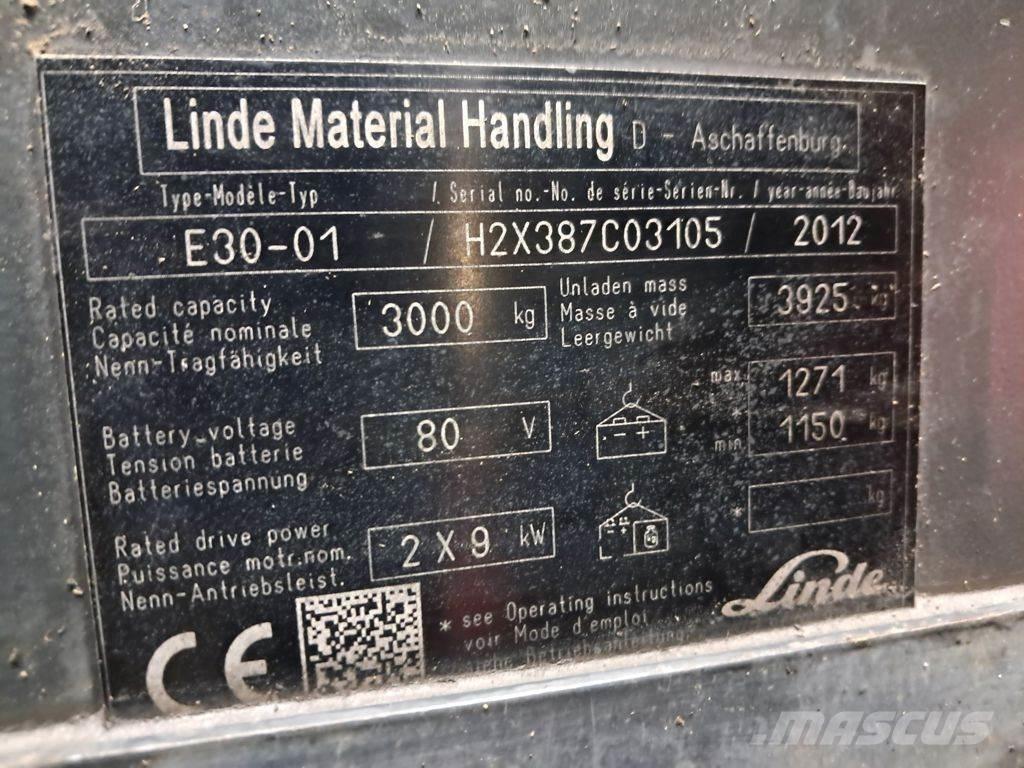 Linde Material Handling D - Aschaffenburg.
Type-Modèle-Typ / Serial no.-No. de série-Serien-Nr. / year-année-Baujahr
E30-01 / H2X387C03105 / 2012
Rated capacity
Capacité nominale
Nenn-Tragfähigkeit
3000 kg
Unladen mass
Masse à vide
Leergewicht
3925 kg
Battery-voltage
Tension batterie
Batteriespannung
80 V
- +
max. 1271 kg
*
min 1150 kg
* kg
Rated drive power
Puissance motr.nom.
Nenn-Antriebsleist.
2 X 9 kW
CE
* see Operating instructions
voir Mode d'emploi
siehe Betriebsanleitung
Linde
MASCUS